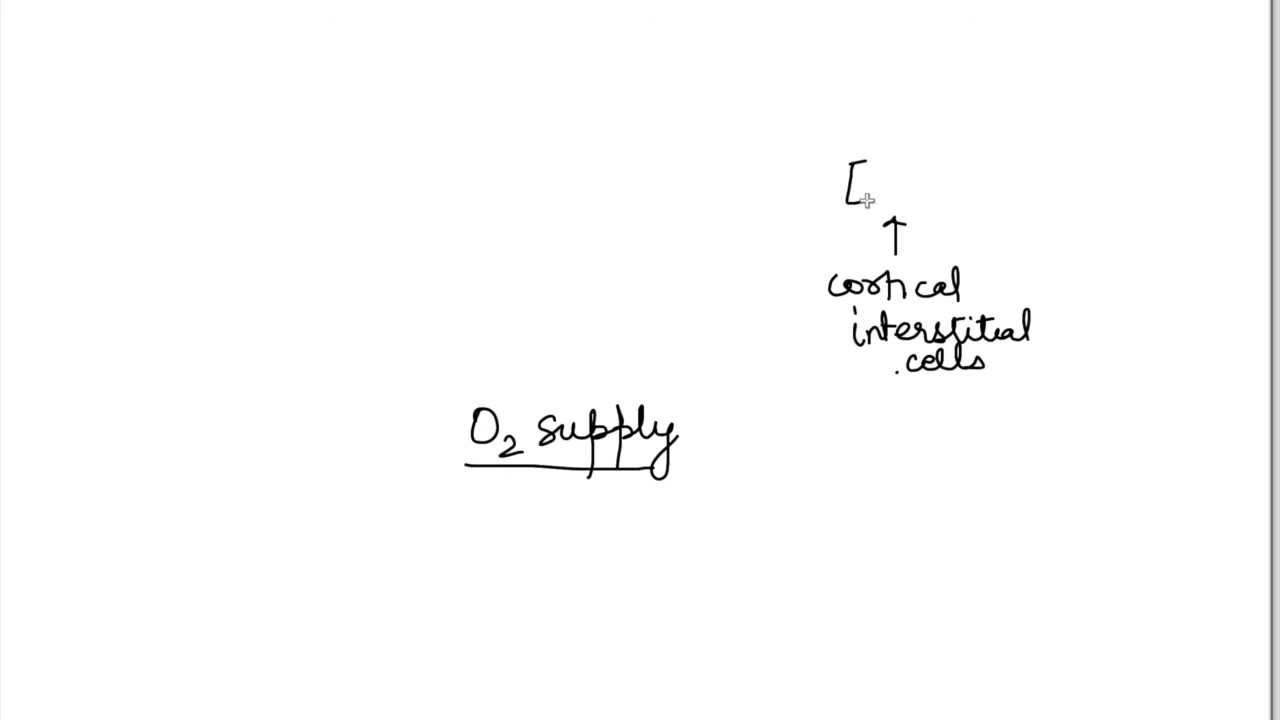 [
↑
cortical
interstitial
.cells
O₂ supply